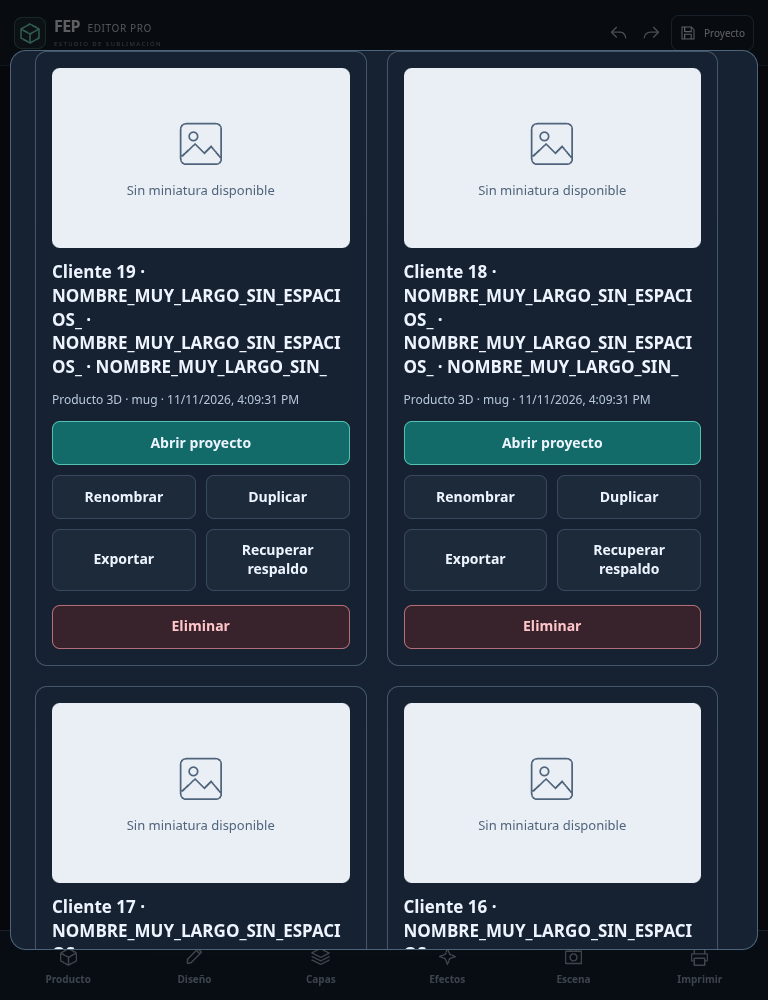 FEP EDITOR PRO
ESTUDIO DE SUBLIMACIÓN
Proyecto
Sin miniatura disponible
Cliente 19 ·
NOMBRE_MUY_LARGO_SIN_ESPACI
OS_ ·
NOMBRE_MUY_LARGO_SIN_ESPACI
OS_ · NOMBRE_MUY_LARGO_SIN_
Producto 3D · mug · 11/11/2026, 4:09:31 PM
Abrir proyecto
Renombrar
Duplicar
Exportar
Recuperar
respaldo
Eliminar
Sin miniatura disponible
Cliente 18 ·
NOMBRE_MUY_LARGO_SIN_ESPACI
OS_ ·
NOMBRE_MUY_LARGO_SIN_ESPACI
OS_ · NOMBRE_MUY_LARGO_SIN_
Producto 3D · mug · 11/11/2026, 4:09:31 PM
Abrir proyecto
Renombrar
Duplicar
Exportar
Recuperar
respaldo
Eliminar
Sin miniatura disponible
Cliente 17 ·
NOMBRE_MUY_LARGO_SIN_ESPACI
Sin miniatura disponible
Cliente 16 ·
NOMBRE_MUY_LARGO_SIN_ESPACI
Producto
Diseño
Capas
Efectos
Escena
Imprimir